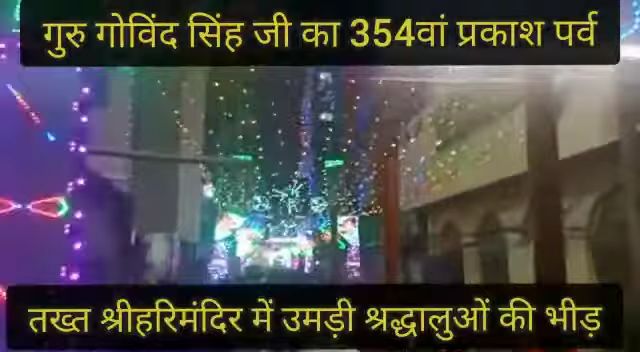 गुरु गोविंद सिंह जी का 354वां प्रकाश पर्व
तख्त श्रीहरिमंदिर में उमड़ी श्रद्धालुओं की भीड़